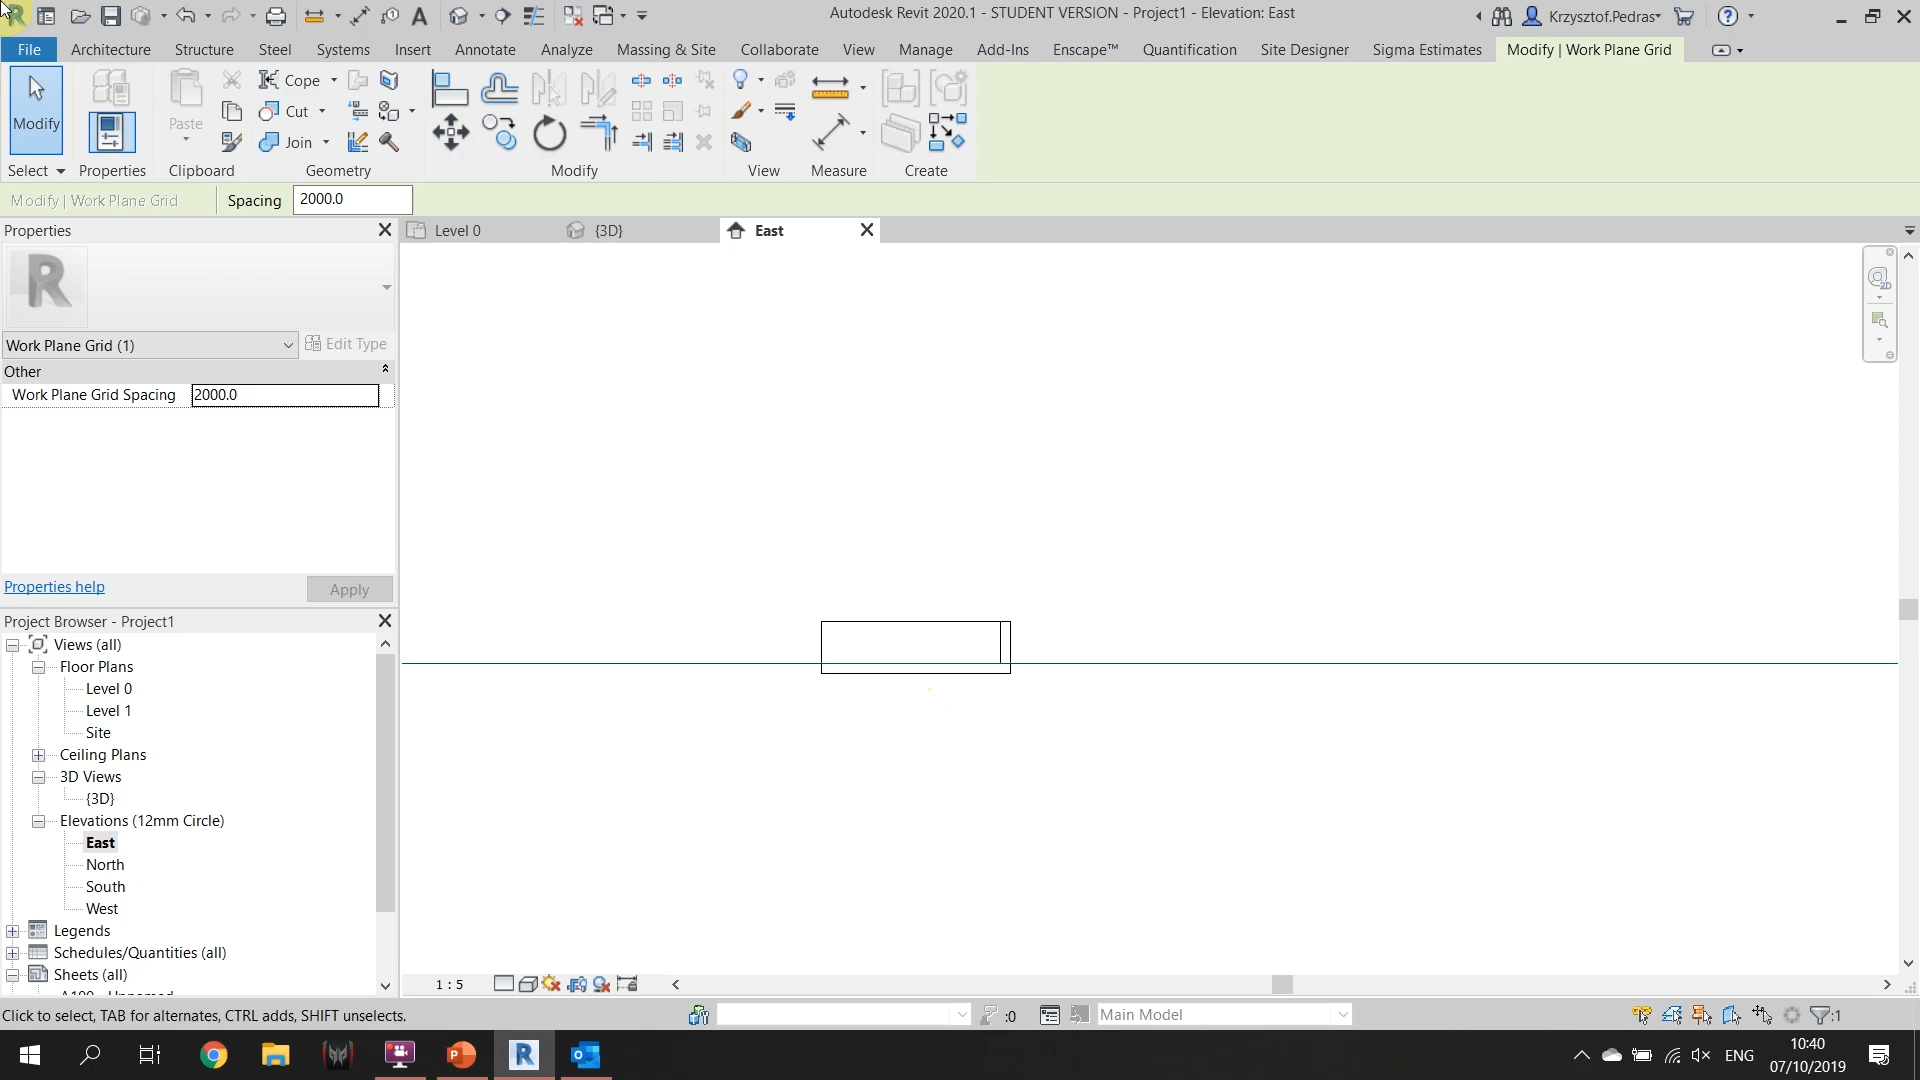 Autodesk Revit 2020.1 - STUDENT VERSION - Project1 - Elevation: East
Krzysztof.Pedras
File Architecture Structure Steel Systems Insert Annotate Analyze Massing & Site Collaborate View Manage Add-Ins Enscape™ Quantification Site Designer Sigma Estimates Modify | Work Plane Grid
Modify
Paste
Cope
Cut
Join
Select Properties Clipboard Geometry Modify View Measure Create
Modify | Work Plane Grid Spacing 2000.0
Properties
Level 0 {3D} East
2D
Work Plane Grid (1) Edit Type
Other
Work Plane Grid Spacing 2000.0
Properties help Apply
Project Browser - Project1
Views (all)
Floor Plans
Level 0
Level 1
Site
Ceiling Plans
3D Views
{3D}
Elevations (12mm Circle)
East
North
South
West
Legends
Schedules/Quantities (all)
Sheets (all)
1 : 5
Click to select, TAB for alternates, CTRL adds, SHIFT unselects.
:0
Main Model
:1
ENG
10:40
07/10/2019